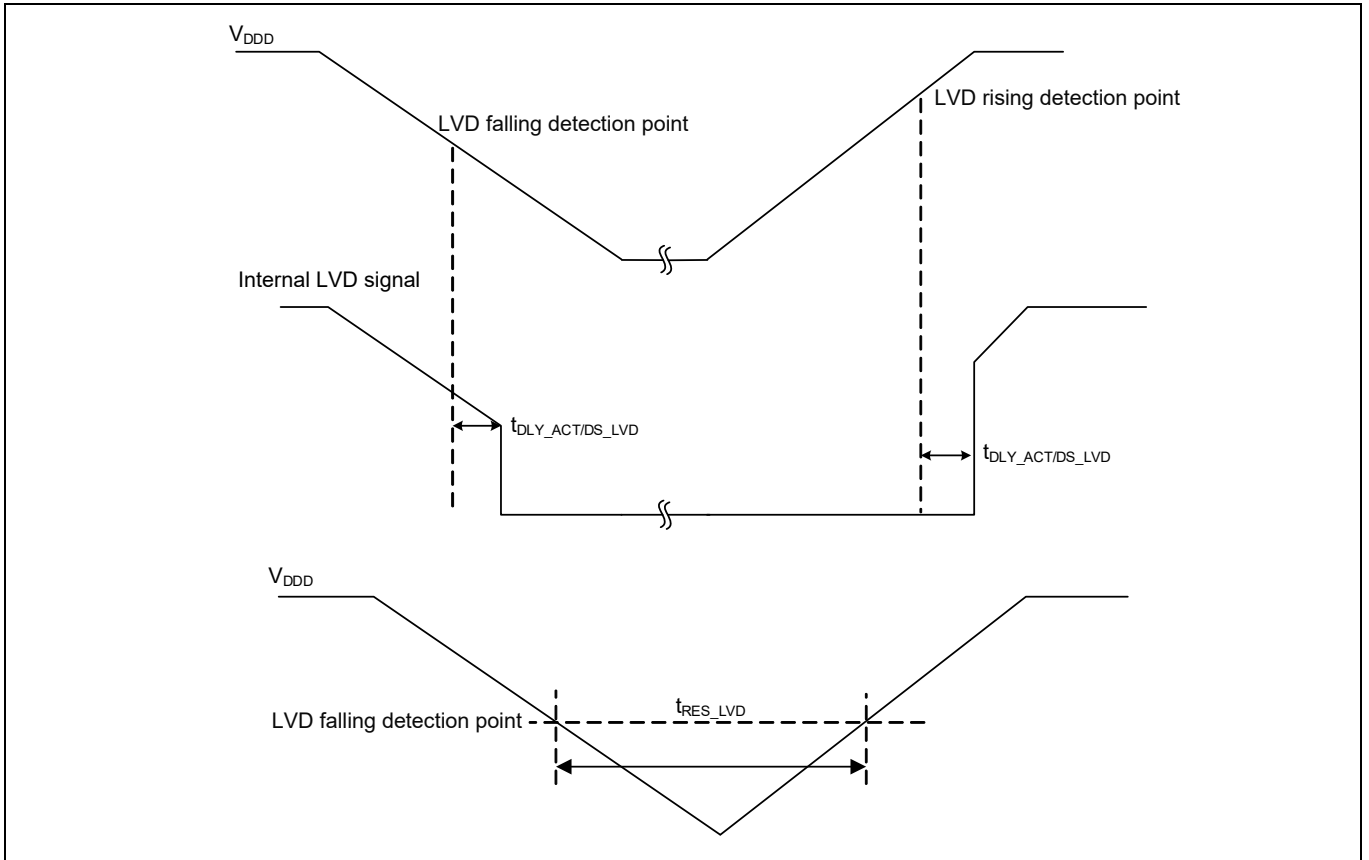 VDDD
LVD rising detection point
LVD falling detection point
Internal LVD signal
tDLY_ACT/DS_LVD
tDLY_ACT/DS_LVD
VDDD
tRES_LVD
LVD falling detection point